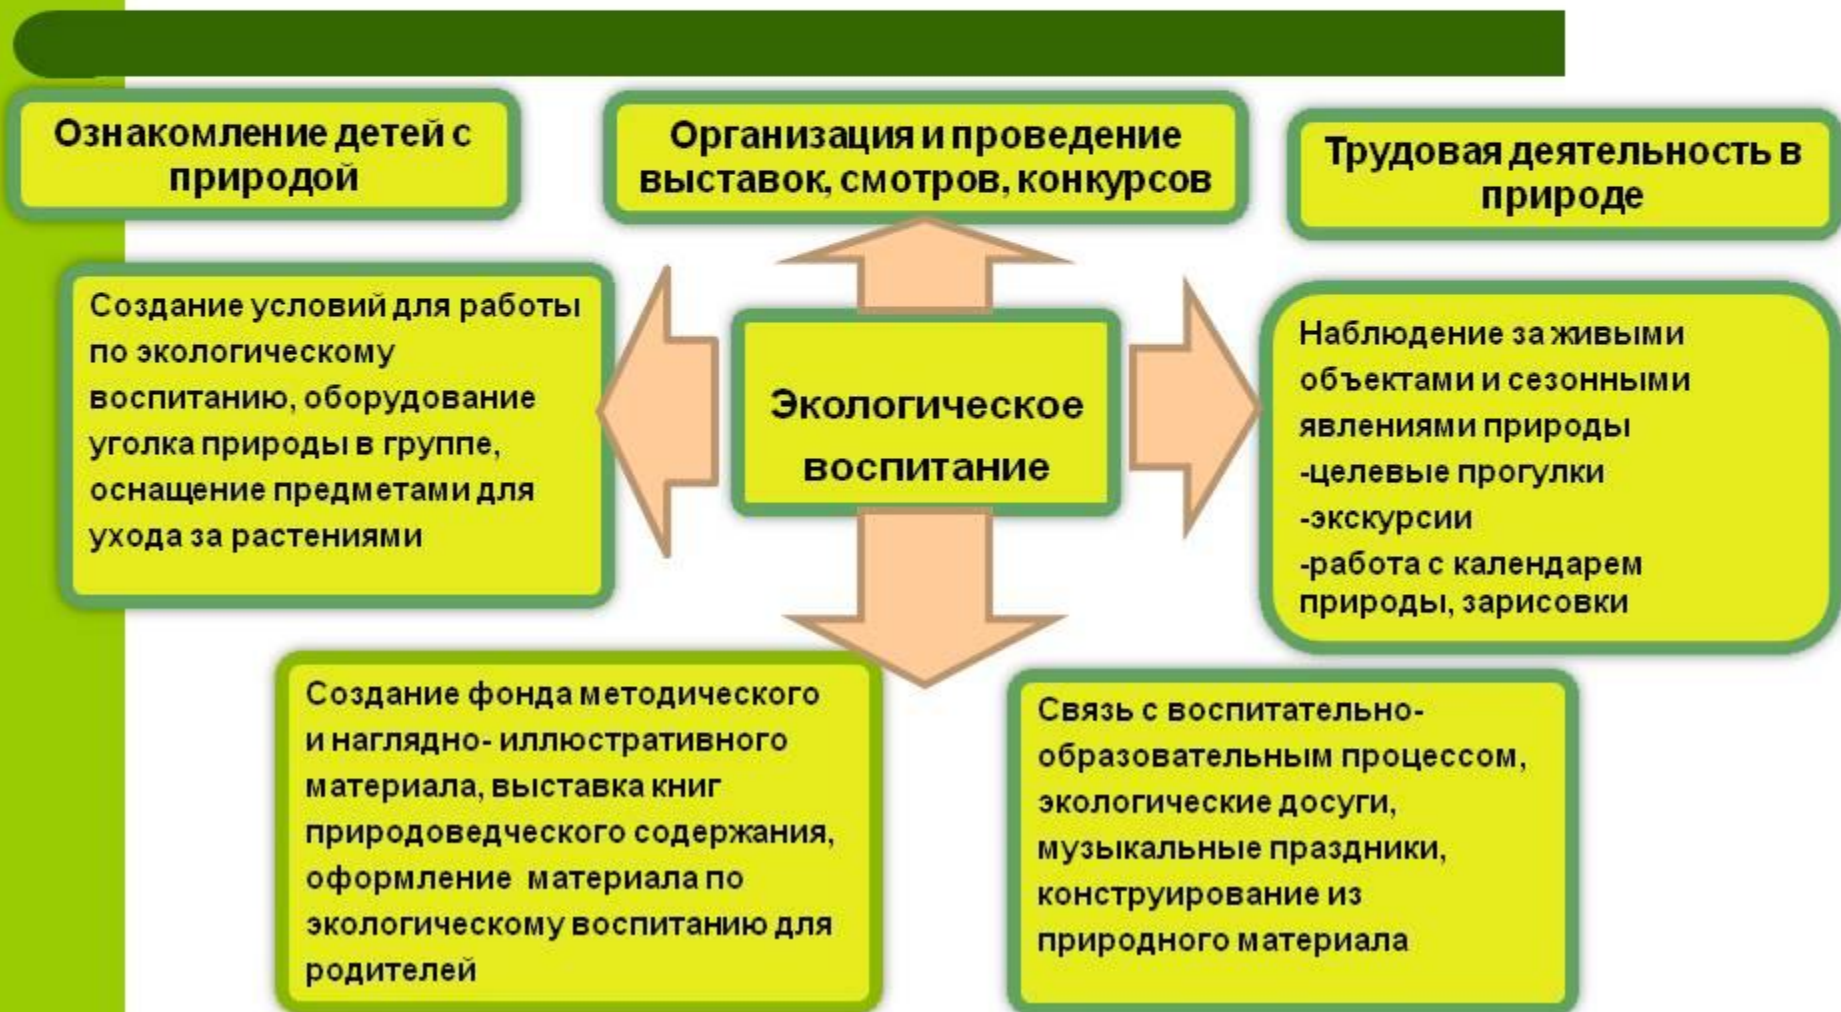 Ознакомление детей с
природой
Организация и проведение
выставок, смотров, конкурсов
Трудовая деятельность в
природе
Создание условий для работы
по экологическому
воспитанию, оборудование
уголка природы в группе,
оснащение предметами для
ухода за растениями
Экологическое
воспитание
Наблюдение за живыми
объектами и сезонными
явлениями природы
-целевые прогулки
-экскурсии
-работа с календарем
природы, зарисовки
Создание фонда методического
и наглядно- иллюстративного
материала, выставка книг
природоведческого содержания,
оформление материала по
экологическому воспитанию для
родителей
Связь с воспитательно-
образовательным процессом,
экологические досуги,
музыкальные праздники,
конструирование из
природного материала